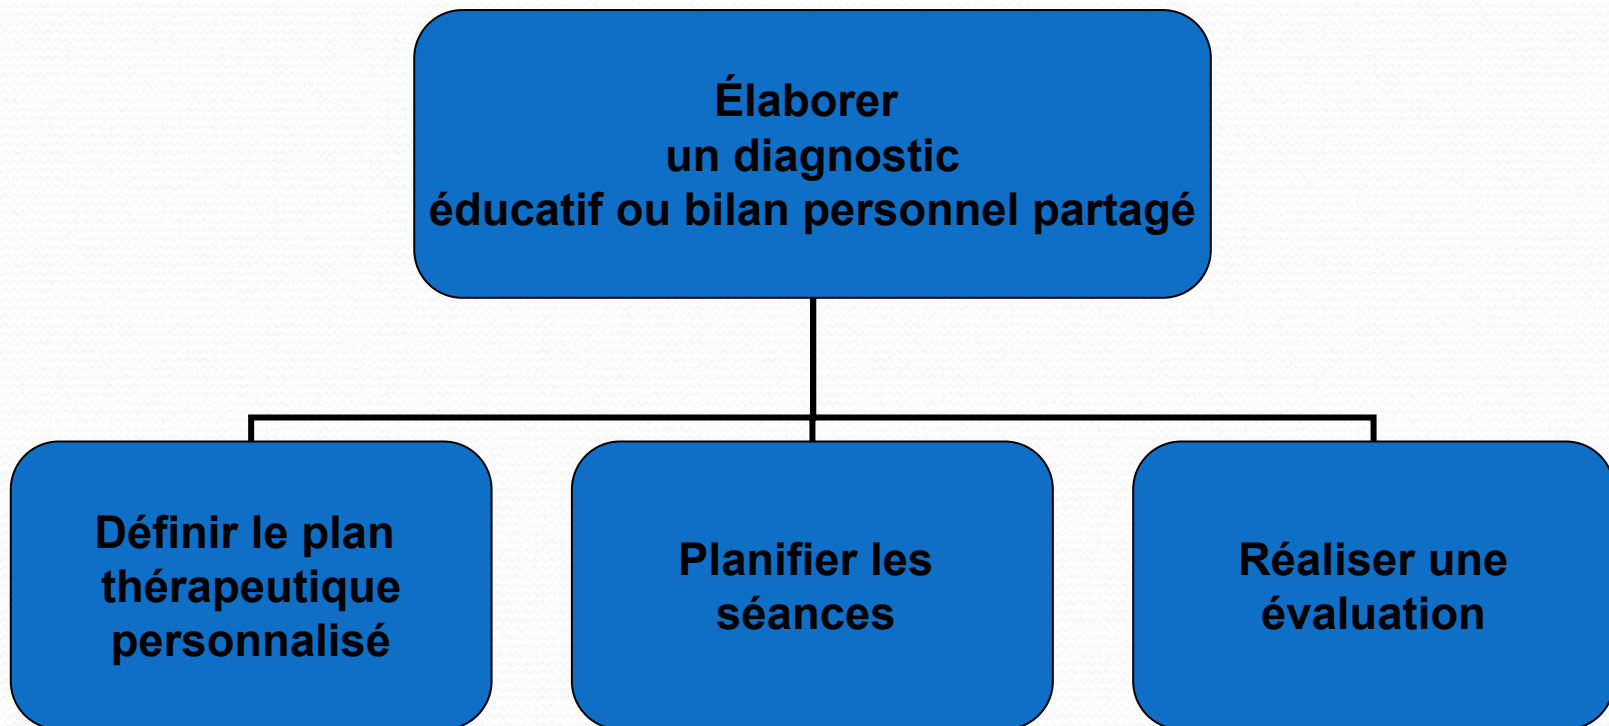 Élaborer
un diagnostic
éducatif ou bilan personnel partagé
Définir le plan
thérapeutique
personnalisé
Planifier les
séances
Réaliser une
évaluation